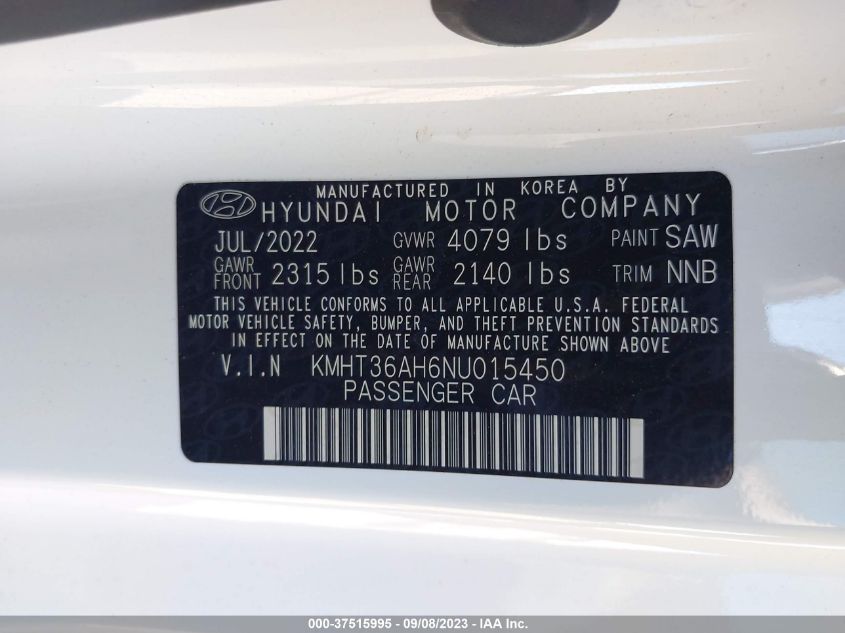 MANUFACTURED IN KOREA BY
HYUNDAI MOTOR COMPANY
JUL/2022 GVWR 4079 lbs PAINT SAW
GAWR FRONT 2315 lbs GAWR REAR 2140 lbs TRIM NNB
THIS VEHICLE CONFORMS TO ALL APPLICABLE U.S.A. FEDERAL
MOTOR VEHICLE SAFETY, BUMPER, AND THEFT PREVENTION STANDARDS
IN EFFECT ON THE DATE OF MANUFACTURE SHOWN ABOVE
V.I.N KMHT36AH6NU015450
PASSENGER CAR
000-37515995 - 09/08/2023 - IAA Inc.